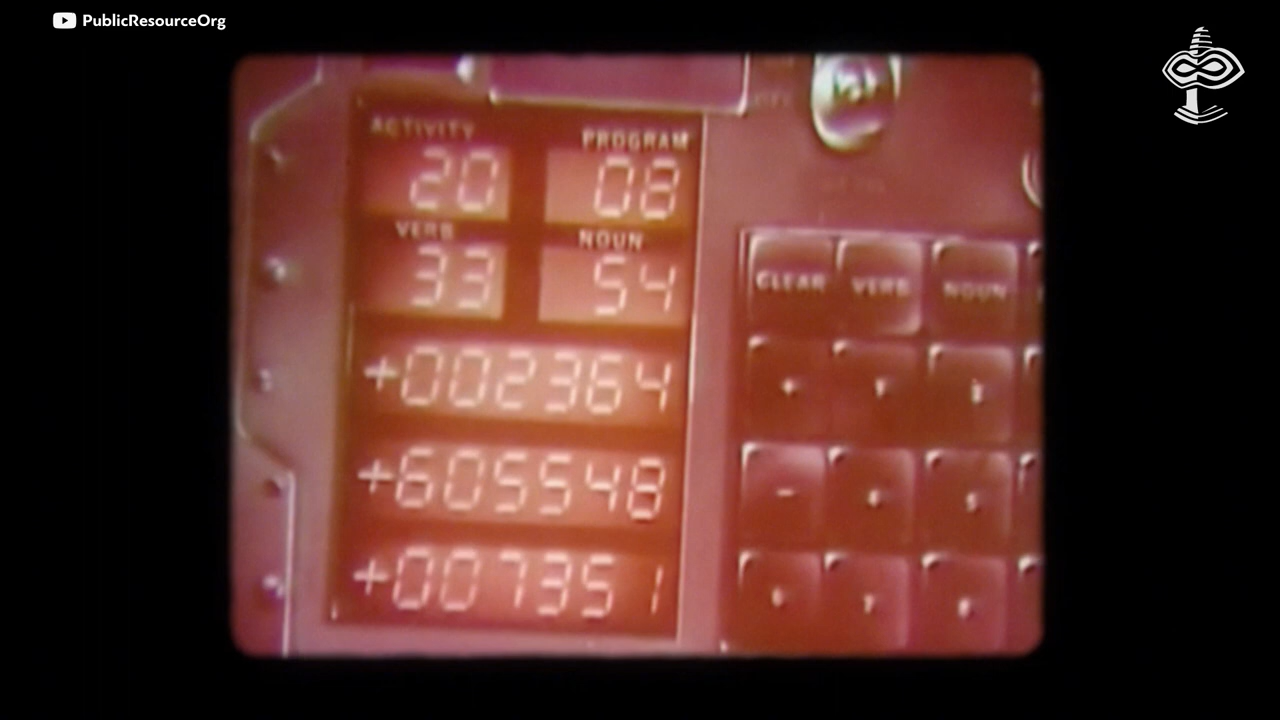 PublicResourceOrg
ACTIVITY PROGRAM
20 08
VERB NOUN
33 54
+002364
+605548
+007351
CLEAR VERB NOUN